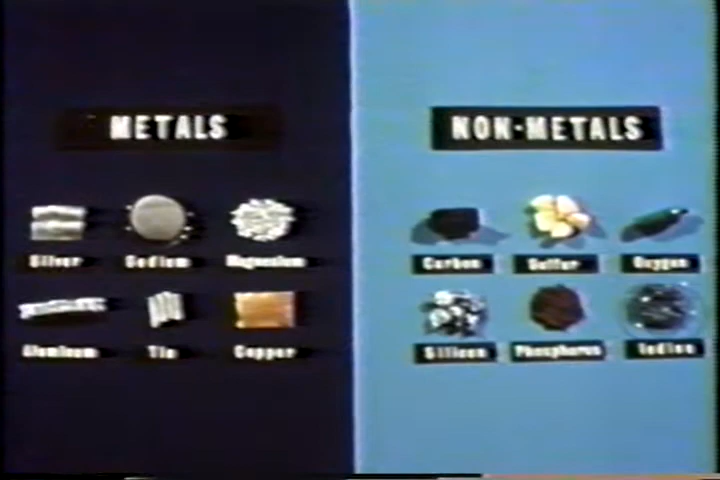 METALS
NON-METALS
Silver Sodium Magnesium
Aluminum Tin Copper
Carbon Sulfur Oxygen
Silicon Phosphorus Iodine